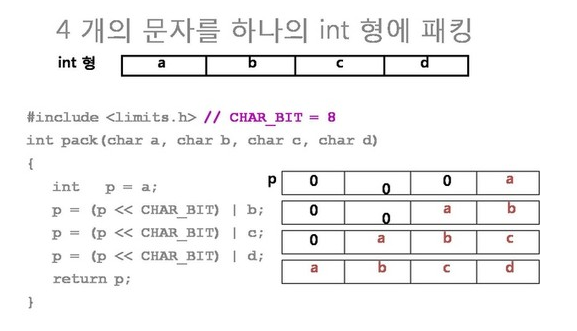 4 개의 문자를 하나의 int 형에 패킹
int 형 a b c d
#include <limits.h> // CHAR_BIT = 8
int pack(char a, char b, char c, char d)
{
int p = a;
p = (p << CHAR_BIT) | b;
p = (p << CHAR_BIT) | c;
p = (p << CHAR_BIT) | d;
return p;
}
p 0 0 0 a
0 0 a b
0 a b c
a b c d